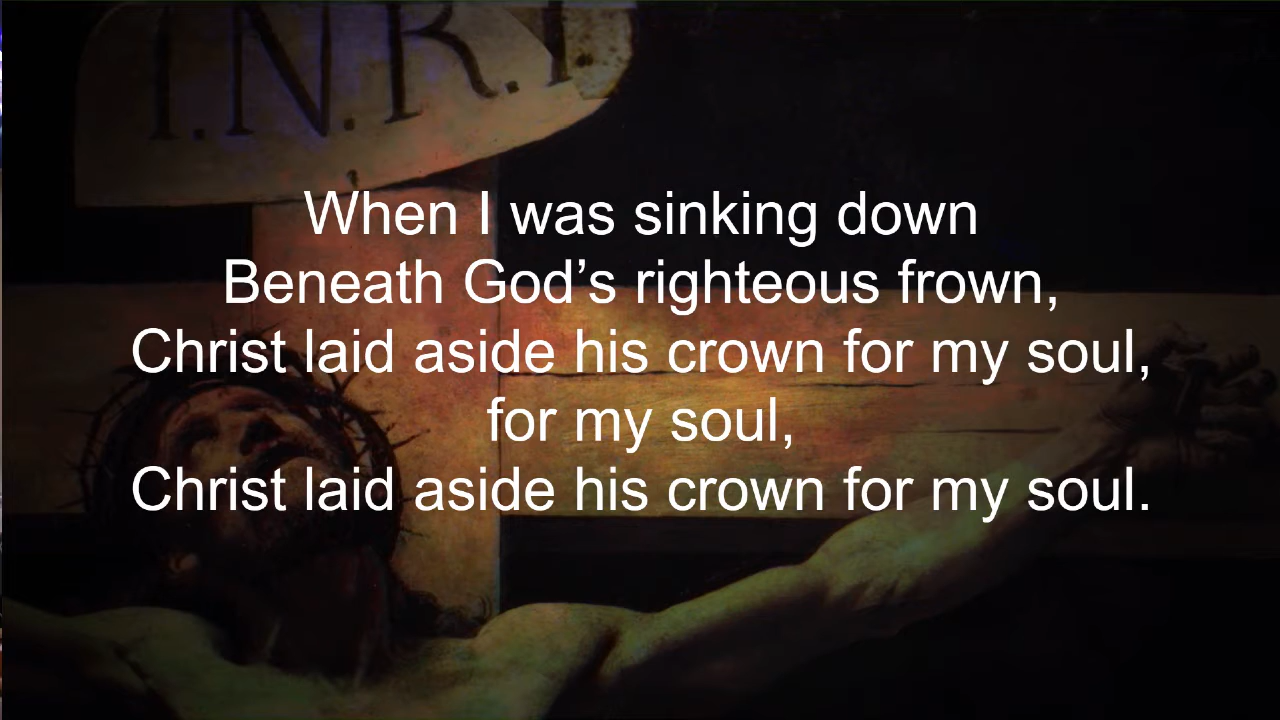 I.N.R.I
When I was sinking down
Beneath God’s righteous frown,
Christ laid aside his crown for my soul,
for my soul,
Christ laid aside his crown for my soul.